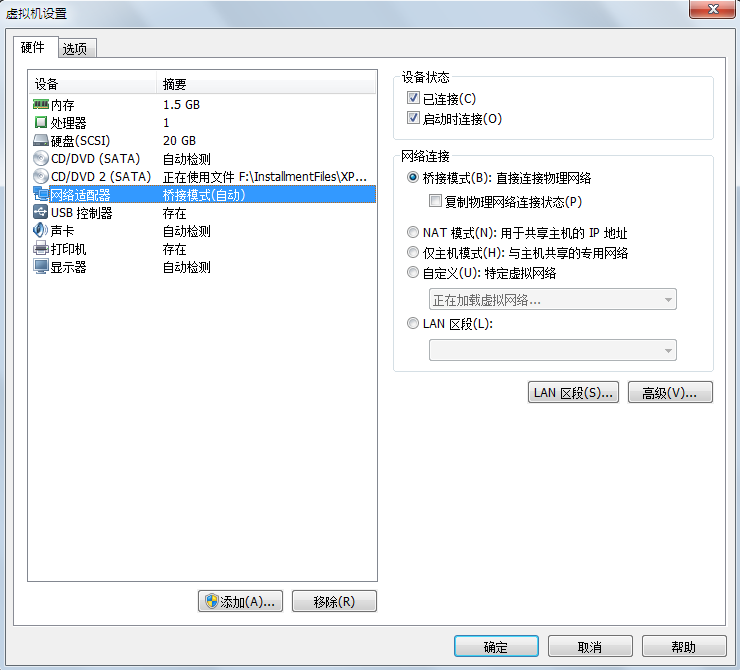 虚拟机设置
硬件 选项
设备 摘要
内存 1.5 GB
处理器 1
硬盘(SCSI) 20 GB
CD/DVD (SATA) 自动检测
CD/DVD 2 (SATA) 正在使用文件 F:\InstallmentFiles\XP...
网络适配器 桥接模式(自动)
USB 控制器 存在
声卡 自动检测
打印机 存在
显示器 自动检测
添加(A)... 移除(R)
设备状态
已连接(C)
启动时连接(O)
网络连接
桥接模式(B): 直接连接物理网络
复制物理网络连接状态(P)
NAT 模式(N): 用于共享主机的 IP 地址
仅主机模式(H): 与主机共享的专用网络
自定义(U): 特定虚拟网络
正在加载虚拟网络...
LAN 区段(L):
LAN 区段(S)... 高级(V)...
确定 取消 帮助